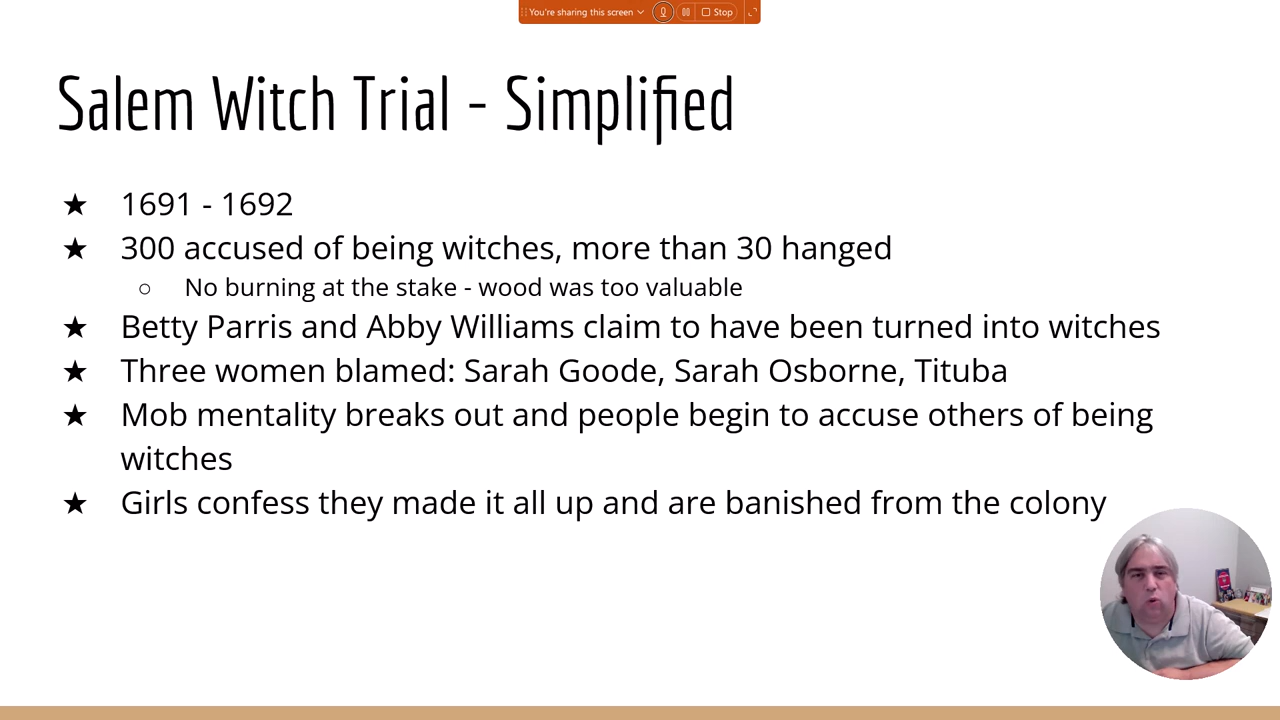 You're sharing this screen
Stop
Salem Witch Trial - Simplified
★ 1691 - 1692
★ 300 accused of being witches, more than 30 hanged
○ No burning at the stake - wood was too valuable
★ Betty Parris and Abby Williams claim to have been turned into witches
★ Three women blamed: Sarah Goode, Sarah Osborne, Tituba
★ Mob mentality breaks out and people begin to accuse others of being
witches
★ Girls confess they made it all up and are banished from the colony